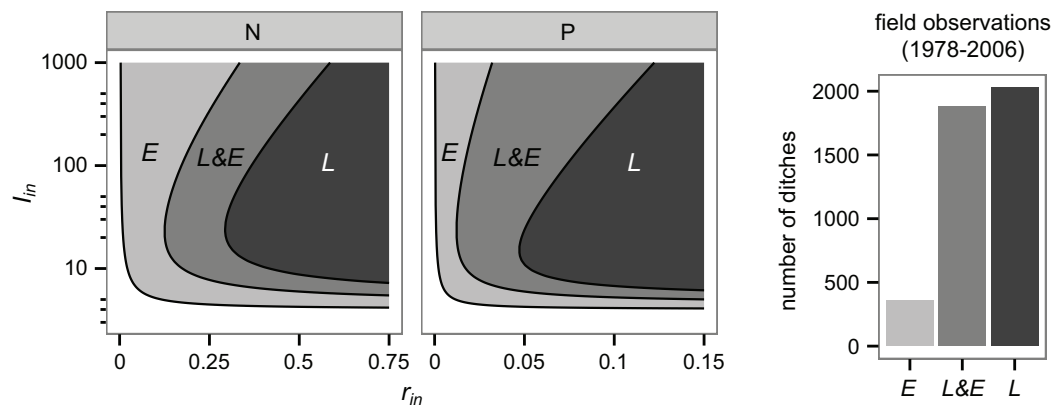 N
P
field observations
(1978-2006)
1000
100
10
I_in
E
L&E
L
E
L&E
L
0
0.25
0.5
0.75
0
0.05
0.1
0.15
r_in
number of ditches
2000
1500
1000
500
0
E
L&E
L